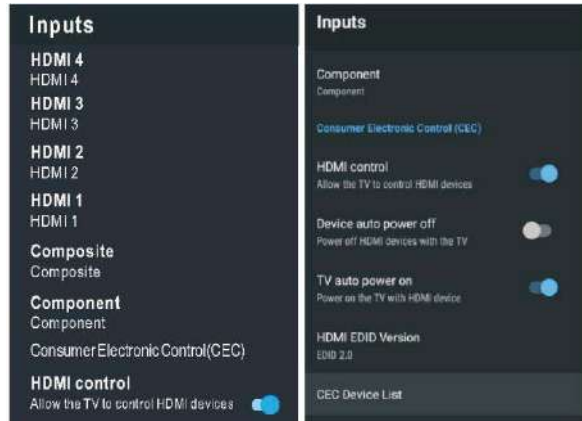 Inputs
HDMI 4
HDMI 4
HDMI 3
HDMI 3
HDMI 2
HDMI 2
HDMI 1
HDMI 1
Composite
Composite
Component
Component
ConsumerElectronicControl(CEC)
HDMI control
Allow the TV to control HDMI devices
Inputs
Component
Component
Consumer Electronic Control (CEC)
HDMI control
Allow the TV to control HDMI devices
Device auto power off
Power off HDMI devices with the TV
TV auto power on
Power on the TV with HDMI device
HDMI EDID Version
EDID 2.0
CEC Device List